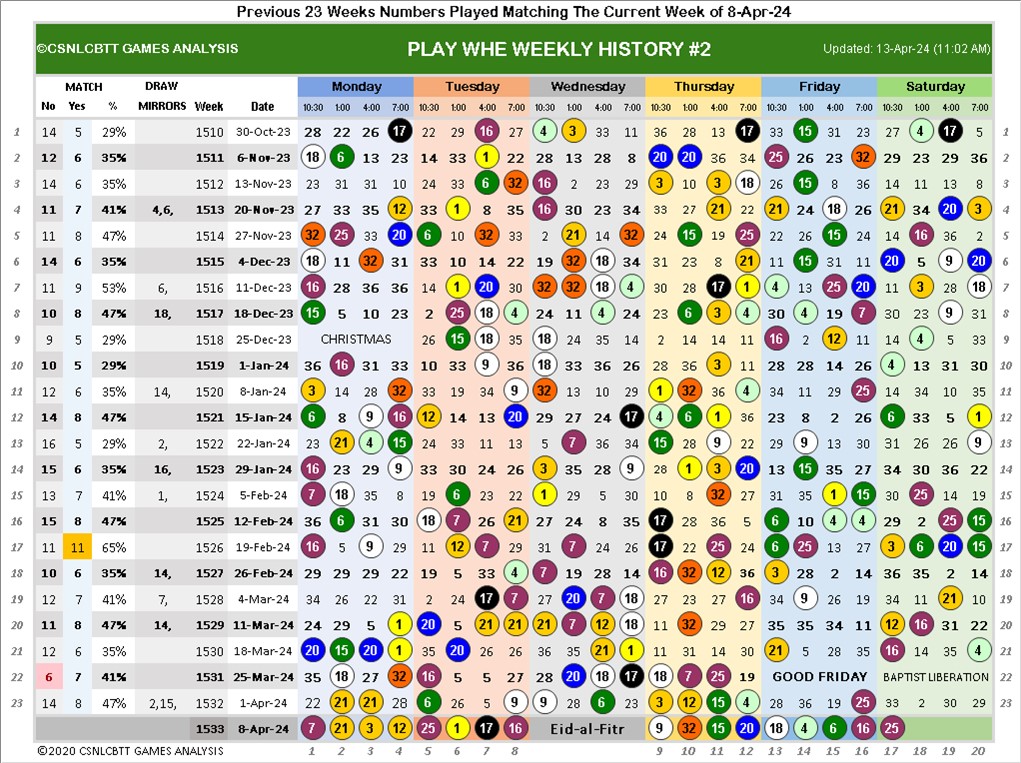 Previous 23 Weeks Numbers Played Matching The Current Week of 8-Apr-24
©CSNLCBTT GAMES ANALYSIS PLAY WHE WEEKLY HISTORY #2 Updated: 13-Apr-24 (11:02 AM)
MATCH DRAW Monday Tuesday Wednesday Thursday Friday Saturday
No Yes % MIRRORS Week Date 10:30 1:00 4:00 7:00 10:30 1:00 4:00 7:00 10:30 1:00 4:00 7:00 10:30 1:00 4:00 7:00 10:30 1:00 4:00 7:00 10:30 1:00 4:00 7:00
1 14 5 29% 1510 30-Oct-23 28 22 26 17 22 29 16 27 4 3 33 11 36 28 13 17 33 15 31 23 27 4 17 5 1
2 12 6 35% 1511 6-Nov-23 18 6 13 23 14 33 1 22 28 13 28 8 20 20 36 34 25 26 23 32 29 23 29 36 2
3 14 6 35% 1512 13-Nov-23 23 31 31 10 24 33 6 32 16 2 23 29 3 10 3 18 26 15 8 36 14 11 13 8 3
4 11 7 41% 4,6, 1513 20-Nov-23 27 33 35 12 33 1 8 35 16 30 23 34 33 27 21 22 21 24 18 26 21 34 20 3 4
5 11 8 47% 1514 27-Nov-23 32 25 33 20 6 10 32 33 2 21 14 32 24 15 19 25 22 26 15 24 14 16 36 2 5
6 14 6 35% 1515 4-Dec-23 18 11 32 31 33 10 14 22 19 32 18 34 31 23 8 21 11 15 31 11 20 5 9 20 6
7 11 9 53% 6, 1516 11-Dec-23 16 28 36 36 14 1 20 30 32 32 18 4 30 28 17 1 4 13 25 20 11 3 28 18 7
8 10 8 47% 18, 1517 18-Dec-23 15 5 10 23 2 25 18 4 24 11 4 24 23 6 3 4 30 4 19 7 30 23 9 31 8
9 9 5 29% 1518 25-Dec-23 CHRISTMAS 26 15 18 35 18 24 35 14 2 14 14 11 16 2 12 11 14 4 5 33 9
10 10 5 29% 1519 1-Jan-24 36 16 31 33 10 33 9 36 18 33 36 26 28 36 3 11 28 28 14 26 4 13 31 10 10
11 12 6 35% 14, 1520 8-Jan-24 3 14 28 32 33 19 34 9 32 13 10 29 1 32 36 4 34 11 29 25 14 24 34 35 11
12 14 8 47% 1521 15-Jan-24 6 8 9 16 12 14 13 20 29 27 24 17 4 6 1 36 23 8 2 26 6 33 5 1 12
13 16 5 29% 2, 1522 22-Jan-24 23 21 4 15 24 33 11 13 5 7 36 34 15 28 9 22 29 9 13 30 31 26 26 9 13
14 15 6 35% 16, 1523 29-Jan-24 16 23 29 9 33 30 24 26 3 35 28 9 28 1 3 20 13 15 35 27 34 30 36 22 14
15 13 7 41% 1, 1524 5-Feb-24 7 18 35 8 19 6 23 22 1 29 5 30 10 8 32 27 31 35 1 15 30 25 14 19 15
16 15 8 47% 1525 12-Feb-24 36 6 31 30 18 7 26 21 27 24 8 35 17 28 36 5 6 10 4 4 29 2 25 15 16
17 11 11 65% 1526 19-Feb-24 16 5 9 29 11 12 7 29 31 7 24 26 17 22 25 24 6 25 13 27 3 6 20 15 17
18 10 6 35% 14, 1527 26-Feb-24 29 29 29 22 19 5 33 4 7 19 28 14 16 32 12 36 3 28 2 14 36 35 2 14 18
19 12 7 41% 7, 1528 4-Mar-24 34 26 22 31 2 24 17 7 27 20 7 18 27 23 27 16 34 9 26 19 34 11 21 29 19
20 11 8 47% 14, 1529 11-Mar-24 24 29 5 1 20 5 21 21 21 7 12 18 26 32 29 27 35 35 34 11 12 16 31 22 20
21 12 6 35% 1530 18-Mar-24 20 15 20 1 35 20 26 26 36 35 21 1 11 31 14 30 21 5 28 35 16 14 35 4 21
22 6 7 41% 1531 25-Mar-24 35 18 27 32 16 5 5 27 28 20 18 17 18 7 25 19 GOOD FRIDAY BAPTIST LIBERATION 22
23 14 8 47% 2,15, 1532 1-Apr-24 22 21 21 28 6 26 5 9 9 28 6 23 3 12 15 4 28 36 19 25 33 2 30 29 23
1533 8-Apr-24 7 21 3 12 25 1 17 16 Eid-al-Fitr 9 32 15 20 18 4 6 16 25
©2020 CSNLCBTT GAMES ANALYSIS 1 2 3 4 5 6 7 8 9 10 11 12 13 14 15 16 17 18 19 20